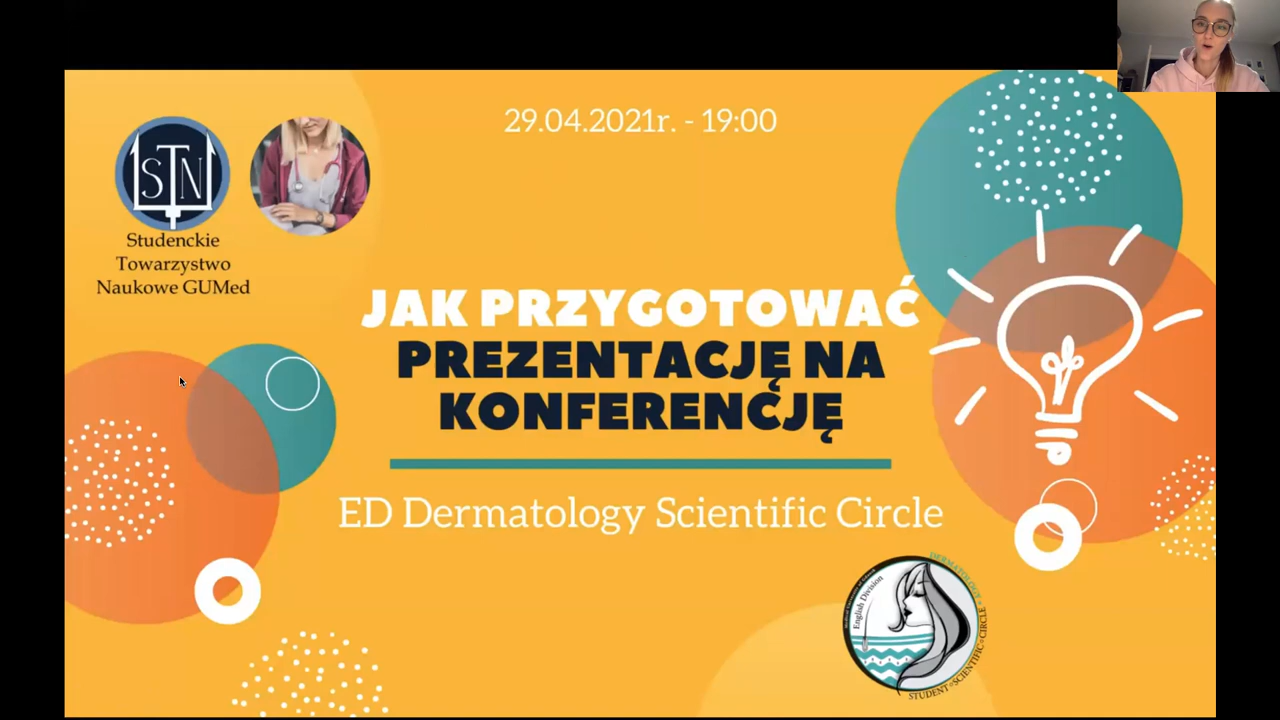 29.04.2021r. - 19:00
STN
Studenckie
Towarzystwo
Naukowe GUMed
JAK PRZYGOTOWAĆ
PREZENTACJĘ NA
KONFERENCJĘ
ED Dermatology Scientific Circle
English Division
DERMATOLOGY
STUDENT SCIENTIFIC CIRCLE